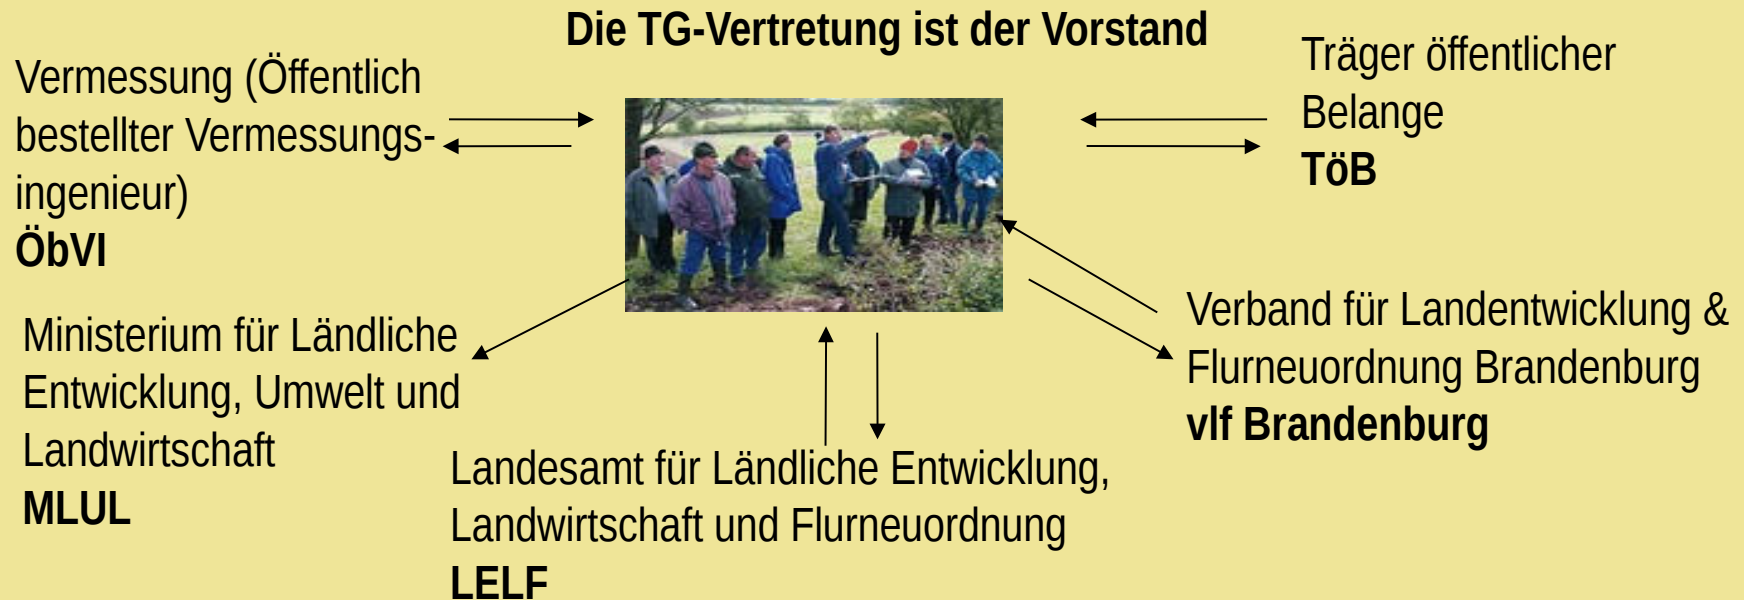 Die TG-Vertretung ist der Vorstand
Vermessung (Öffentlich
bestellter Vermessungs-
ingenieur)
ÖbVI
Träger öffentlicher
Belange
TöB
Ministerium für Ländliche
Entwicklung, Umwelt und
Landwirtschaft
MLUL
Verband für Landentwicklung &
Flurneuordnung Brandenburg
vlf Brandenburg
Landesamt für Ländliche Entwicklung,
Landwirtschaft und Flurneuordnung
LELF